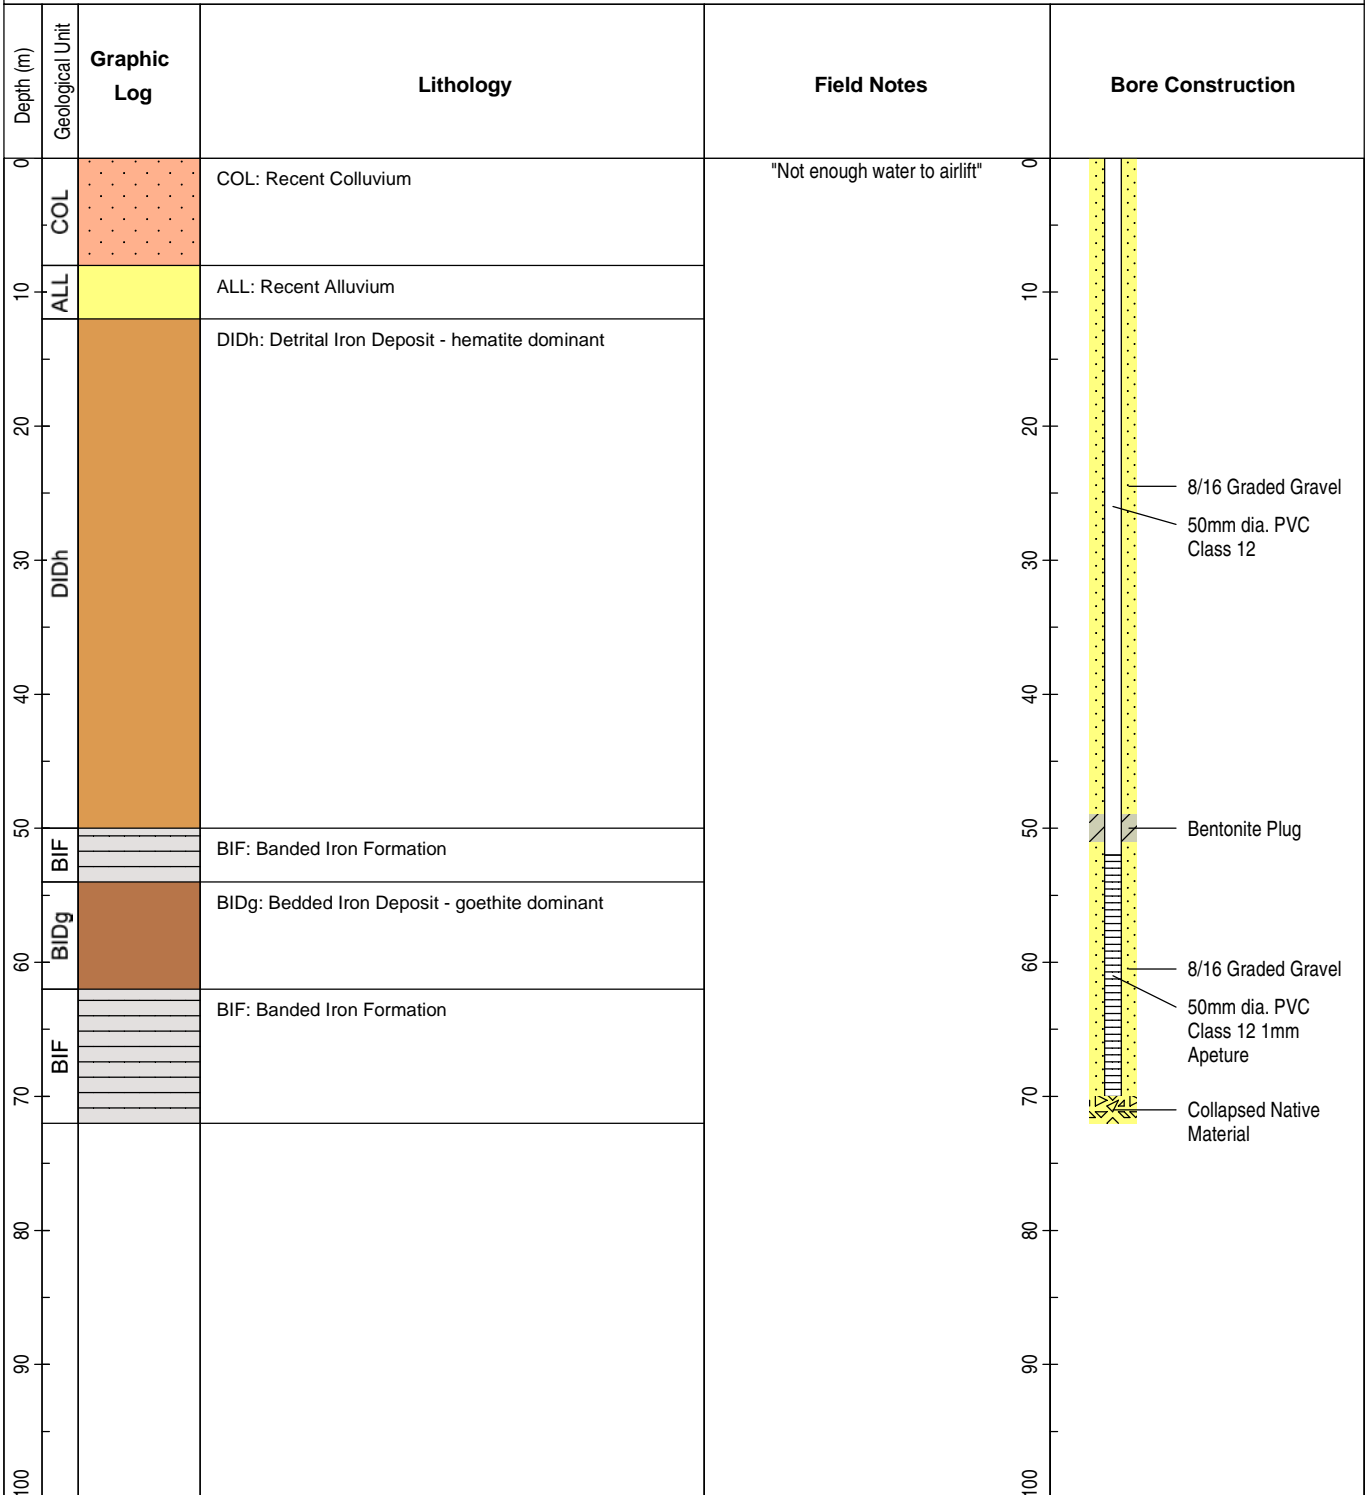 Depth (m)
Geological Unit
Graphic
Log
Lithology
Field Notes
Bore Construction
0
10
20
30
40
50
60
70
80
90
100
COL
ALL
DIDh
BIF
BIDg
BIF
COL: Recent Colluvium
ALL: Recent Alluvium
DIDh: Detrital Iron Deposit - hematite dominant
BIF: Banded Iron Formation
BIDg: Bedded Iron Deposit - goethite dominant
BIF: Banded Iron Formation
"Not enough water to airlift"
0
10
20
30
40
50
60
70
80
90
100
8/16 Graded Gravel
50mm dia. PVC
Class 12
Bentonite Plug
8/16 Graded Gravel
50mm dia. PVC
Class 12 1mm
Apeture
Collapsed Native
Material